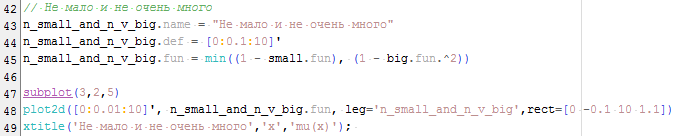 42 // Не мало и не очень много
43 n_small_and_n_v_big.name = "Не мало и не очень много"
44 n_small_and_n_v_big.def = [0:0.1:10]'
45 n_small_and_n_v_big.fun = min((1 - small.fun), (1 - big.fun.^2))
46
47 subplot(3,2,5)
48 plot2d([0:0.01:10]', n_small_and_n_v_big.fun, leg='n_small_and_n_v_big',rect=[0 -0.1 10 1.1])
49 xtitle('Не мало и не очень много','x','mu(x)');